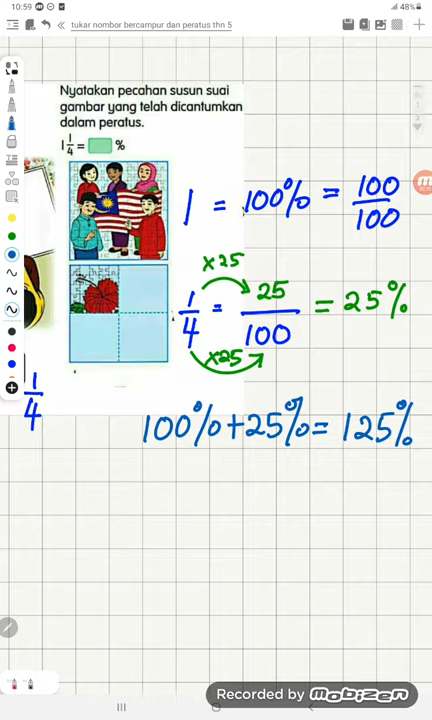 10:59
48%
tukar nombor bercampur dan peratus thn 5
Nyatakan pecahan susun suai
gambar yang telah dicantumkan
dalam peratus.
1 1/4 = %
1 = 100% = 100/100
×25
1/4 = 25/100 = 25%
×25
1/4
100% + 25% = 125%
Recorded by mobizen